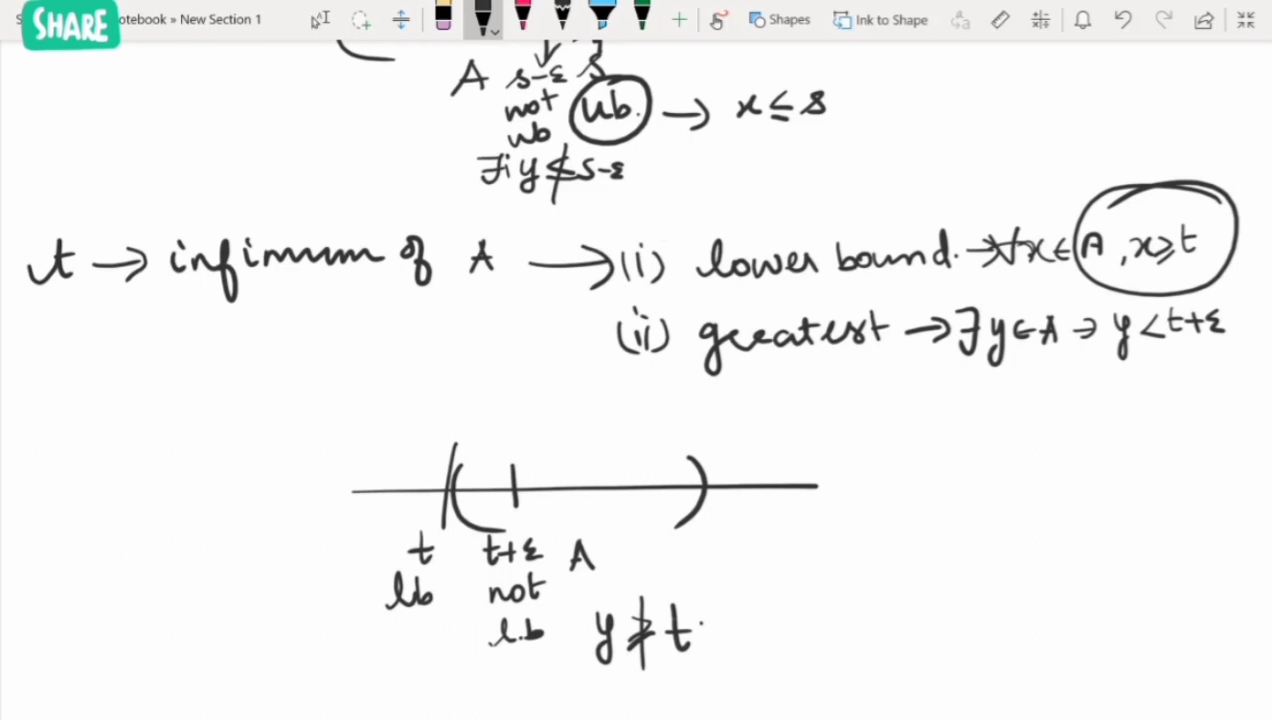 SHARE
otebook » New Section 1
Shapes
Ink to Shape
A s-ε s
not ub. → x ≤ s
ub
∃ y ≰ s-ε
t → infimum of A → (i) lower bound. → ∀x ∈ A, x ≥ t
(ii) greatest → ∃ y ∈ A → y < t+ε
t t+ε A
lb not
l.b y ≱ t